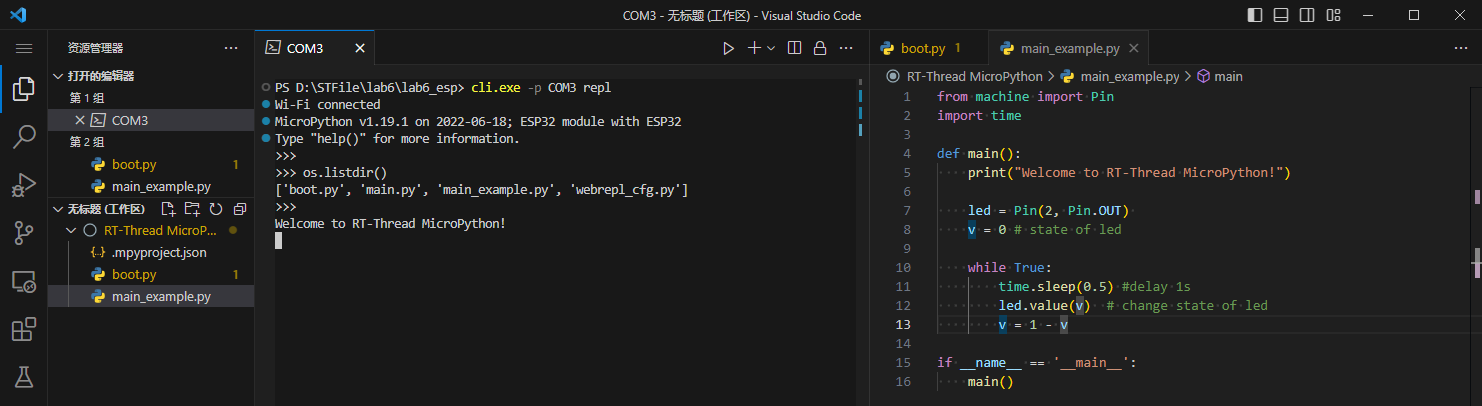 COM3 - 无标题 (工作区) - Visual Studio Code
资源管理器
打开的编辑器
第 1 组
COM3
第 2 组
boot.py 1
main_example.py
无标题 (工作区)
RT-Thread MicroP...
.mpyproject.json
boot.py 1
main_example.py
COM3
PS D:\STFile\lab6\lab6_esp> cli.exe -p COM3 repl
Wi-Fi connected
MicroPython v1.19.1 on 2022-06-18; ESP32 module with ESP32
Type "help()" for more information.
>>>
>>> os.listdir()
['boot.py', 'main.py', 'main_example.py', 'webrepl_cfg.py']
>>>
Welcome to RT-Thread MicroPython!
boot.py 1
main_example.py
RT-Thread MicroPython > main_example.py > main
1 from machine import Pin
2 import time
3
4 def main():
5     print("Welcome to RT-Thread MicroPython!")
6
7     led = Pin(2, Pin.OUT)
8     v = 0 # state of led
9
10     while True:
11         time.sleep(0.5) #delay 1s
12         led.value(v)  # change state of led
13         v = 1 - v
14
15 if __name__ == '__main__':
16     main()